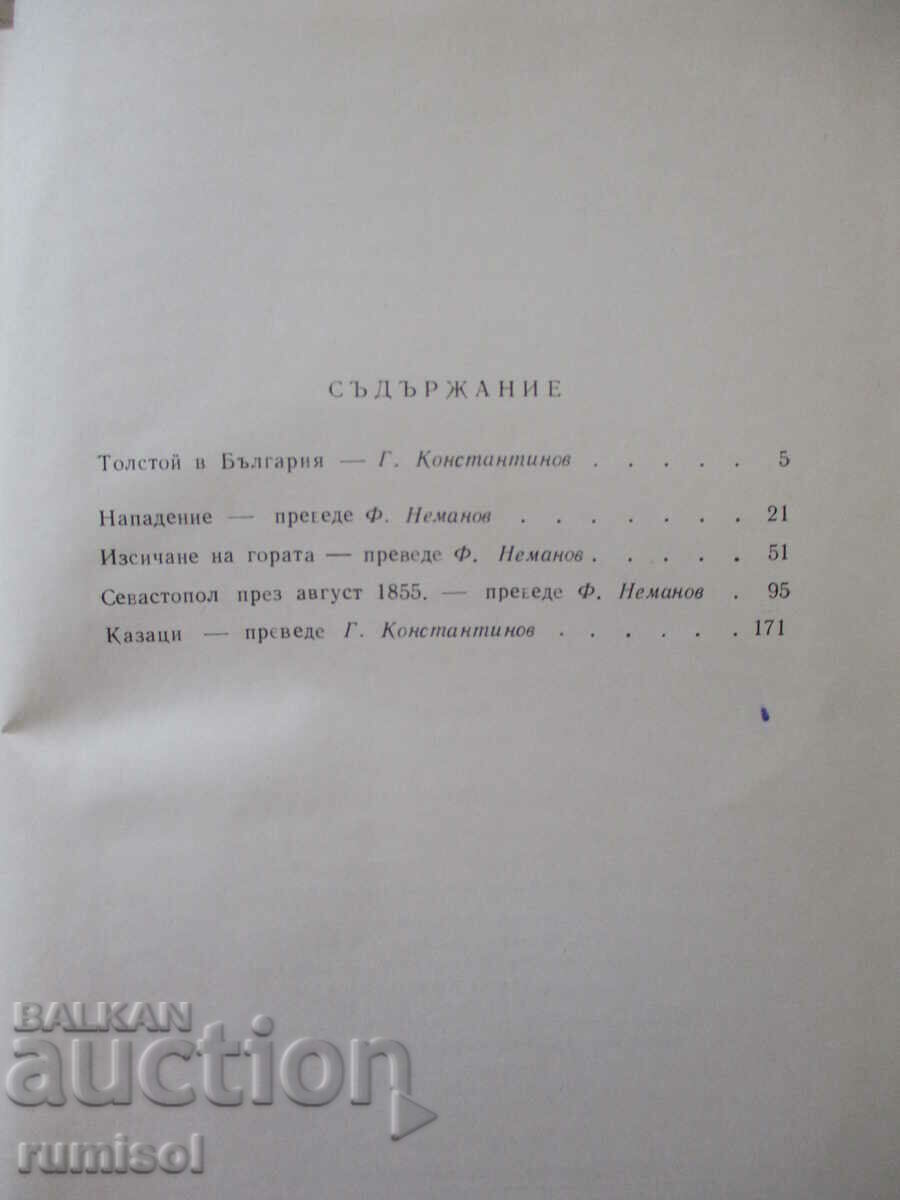 СЪДЪРЖАНИЕ
Толстой в България — Г. Константинов . . . . . 5
Нападение — преведе Ф. Неманов . . . . . . . 21
Изсичане на гората — преведе Ф. Неманов . . . . . 51
Севастопол през август 1855. — преведе Ф. Неманов . 95
Казаци — преведе Г. Константинов . . . . . . 171
BALKAN
auction
rumisol